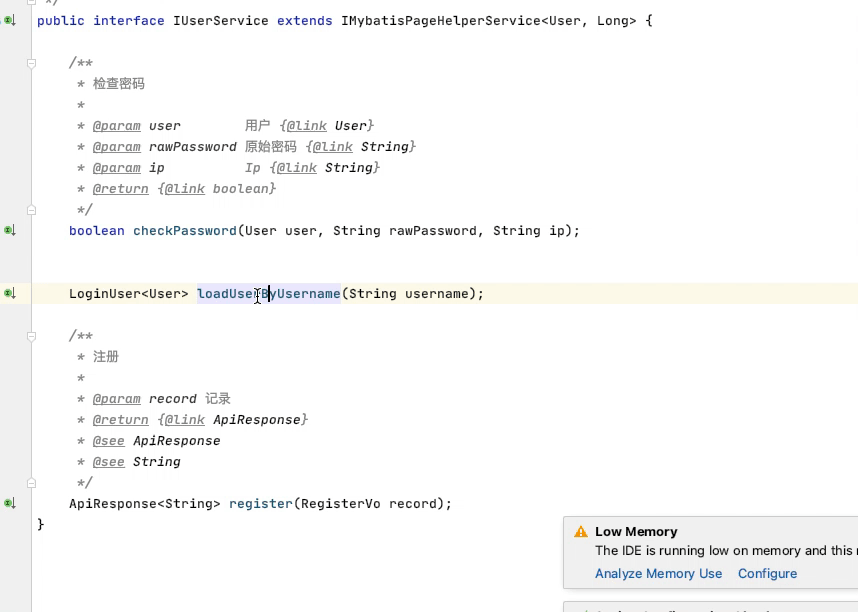 */
public interface IUserService extends IMybatisPageHelperService<User, Long> {
/**
* 检查密码
*
* @param user 用户 {@link User}
* @param rawPassword 原始密码 {@link String}
* @param ip Ip {@link String}
* @return {@link boolean}
*/
boolean checkPassword(User user, String rawPassword, String ip);
LoginUser<User> loadUserByUsername(String username);
/**
* 注册
*
* @param record 记录
* @return {@link ApiResponse}
* @see ApiResponse
* @see String
*/
ApiResponse<String> register(RegisterVo record);
}
Low Memory
The IDE is running low on memory and this
Analyze Memory Use Configure